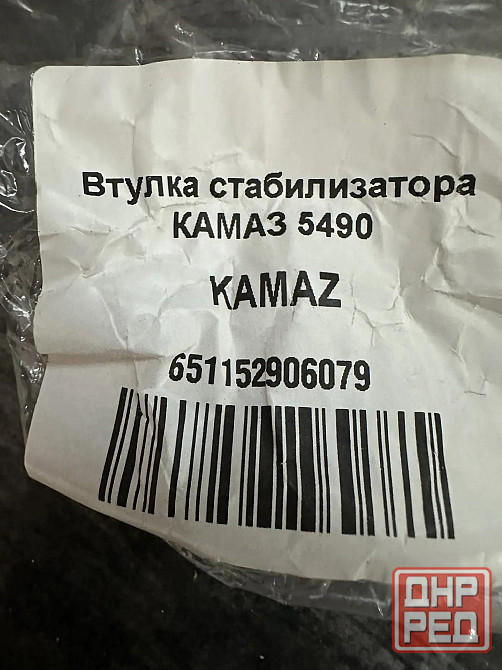 Втулка стабилизатора
КАМАЗ 5490
KAMAZ
651152906079
ДНР
РЕД